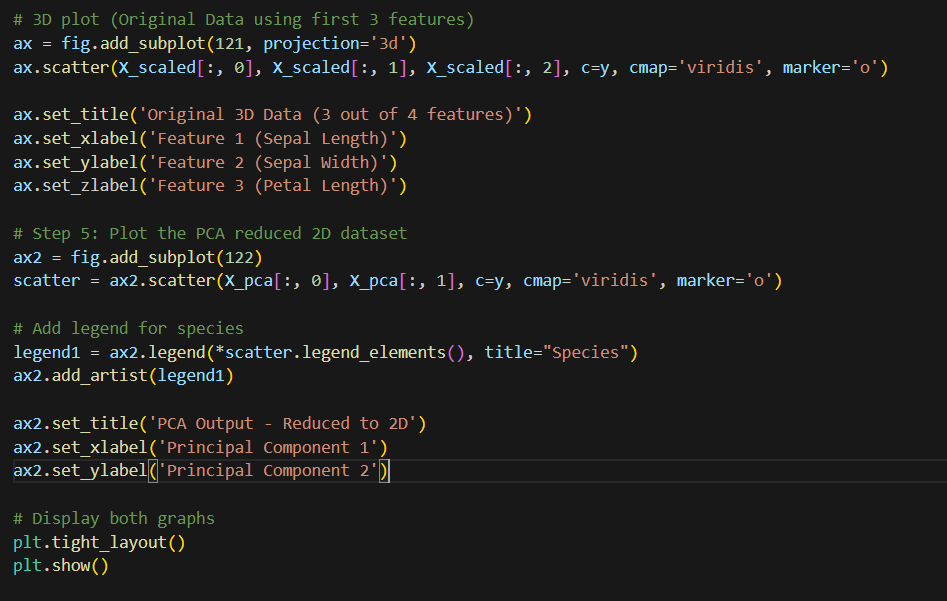 # 3D plot (Original Data using first 3 features)
ax = fig.add_subplot(121, projection='3d')
ax.scatter(X_scaled[:, 0], X_scaled[:, 1], X_scaled[:, 2], c=y, cmap='viridis', marker='o')
ax.set_title('Original 3D Data (3 out of 4 features)')
ax.set_xlabel('Feature 1 (Sepal Length)')
ax.set_ylabel('Feature 2 (Sepal Width)')
ax.set_zlabel('Feature 3 (Petal Length)')
# Step 5: Plot the PCA reduced 2D dataset
ax2 = fig.add_subplot(122)
scatter = ax2.scatter(X_pca[:, 0], X_pca[:, 1], c=y, cmap='viridis', marker='o')
# Add legend for species
legend1 = ax2.legend(*scatter.legend_elements(), title="Species")
ax2.add_artist(legend1)
ax2.set_title('PCA Output - Reduced to 2D')
ax2.set_xlabel('Principal Component 1')
ax2.set_ylabel('Principal Component 2')
# Display both graphs
plt.tight_layout()
plt.show()